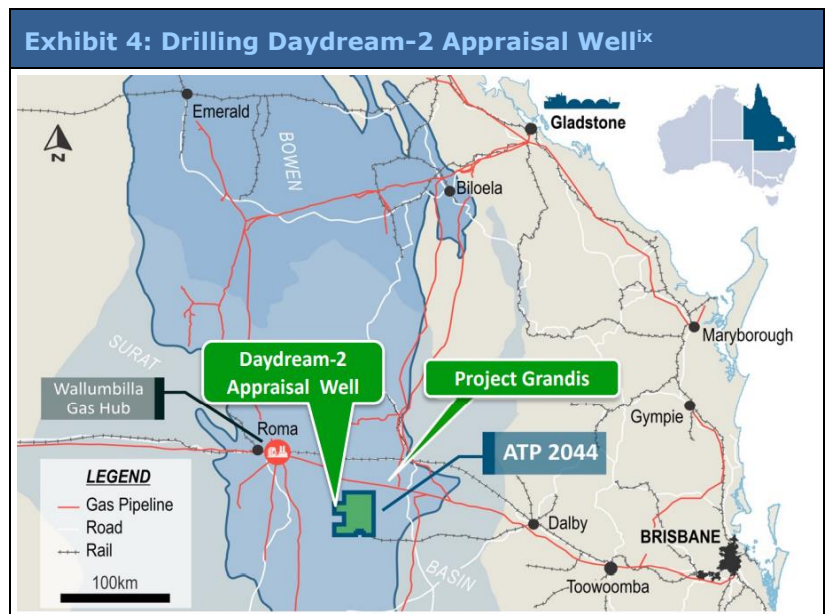 Exhibit 4: Drilling Daydream-2 Appraisal Wellix
Emerald
BOWEN
Gladstone
N
Biloela
Maryborough
SURAT
Daydream-2
Appraisal Well
Project Grandis
Wallumbilla
Gas Hub
Roma
Gympie
ATP 2044
LEGEND
Gas Pipeline
Road
Rail
100km
Dalby
BRISBANE
BASIN
Toowoomba